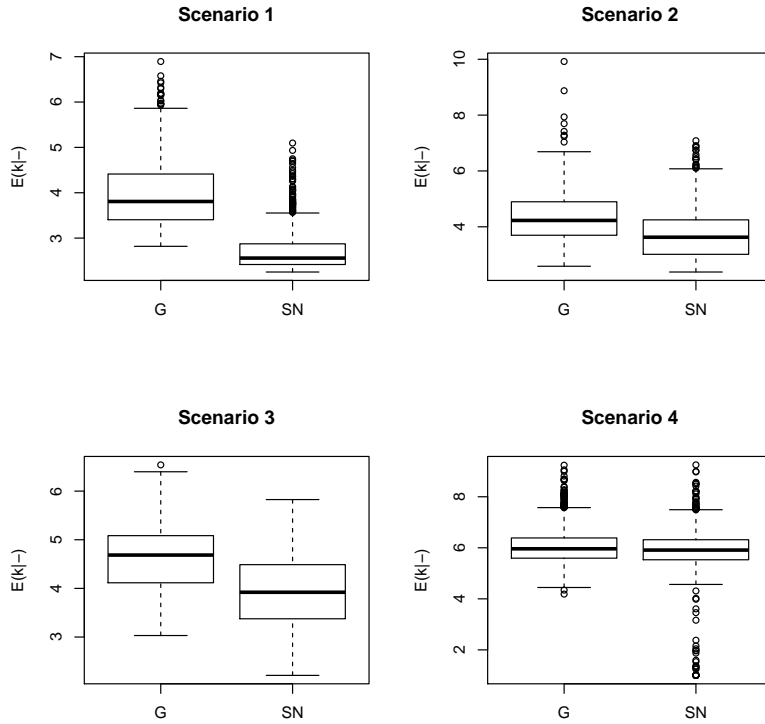 Scenario 1
E(k|−)
7
6
5
4
3
G SN
Scenario 2
E(k|−)
10
8
6
4
G SN
Scenario 3
E(k|−)
6
5
4
3
G SN
Scenario 4
E(k|−)
8
6
4
2
G SN